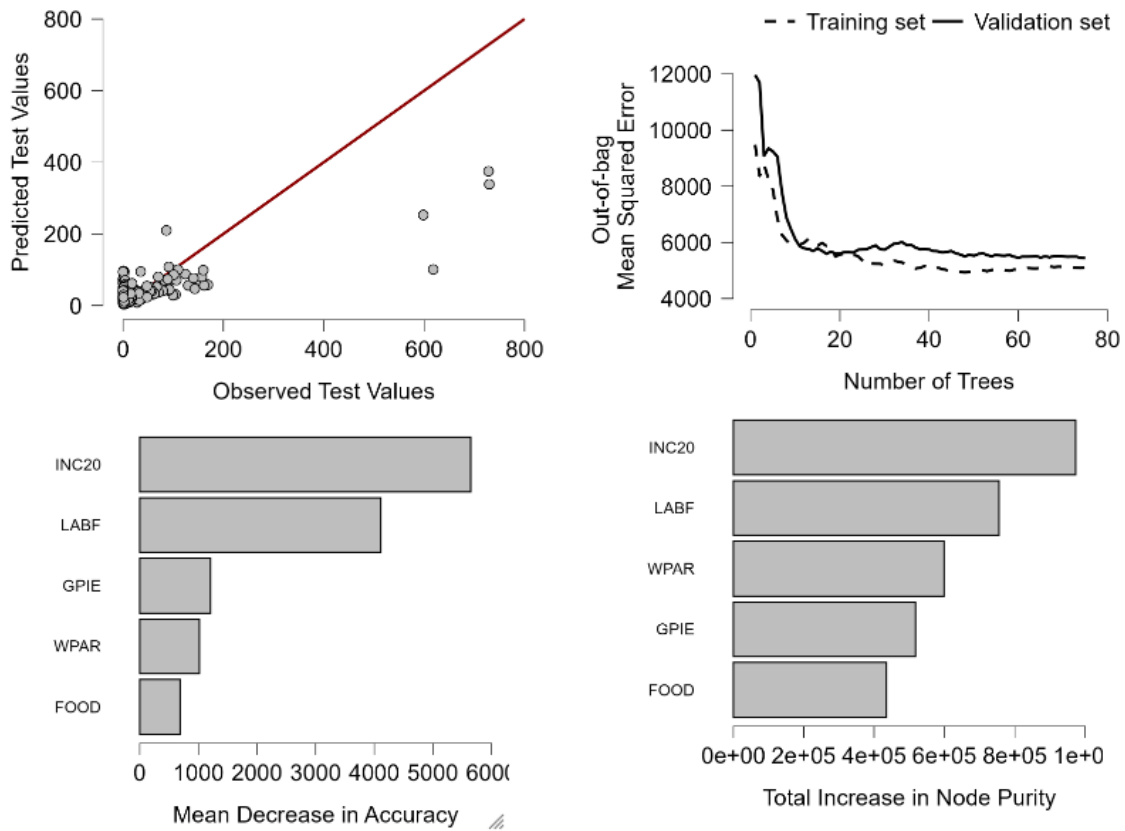 800
600
400
200
0
Predicted Test Values
0 200 400 600 800
Observed Test Values
Training set Validation set
12000
10000
8000
6000
4000
Out-of-bag
Mean Squared Error
0 20 40 60 80
Number of Trees
INC20
LABF
GPIE
WPAR
FOOD
0 1000 2000 3000 4000 5000 600
Mean Decrease in Accuracy
INC20
LABF
WPAR
GPIE
FOOD
0e+00 2e+05 4e+05 6e+05 8e+05 1e+0
Total Increase in Node Purity